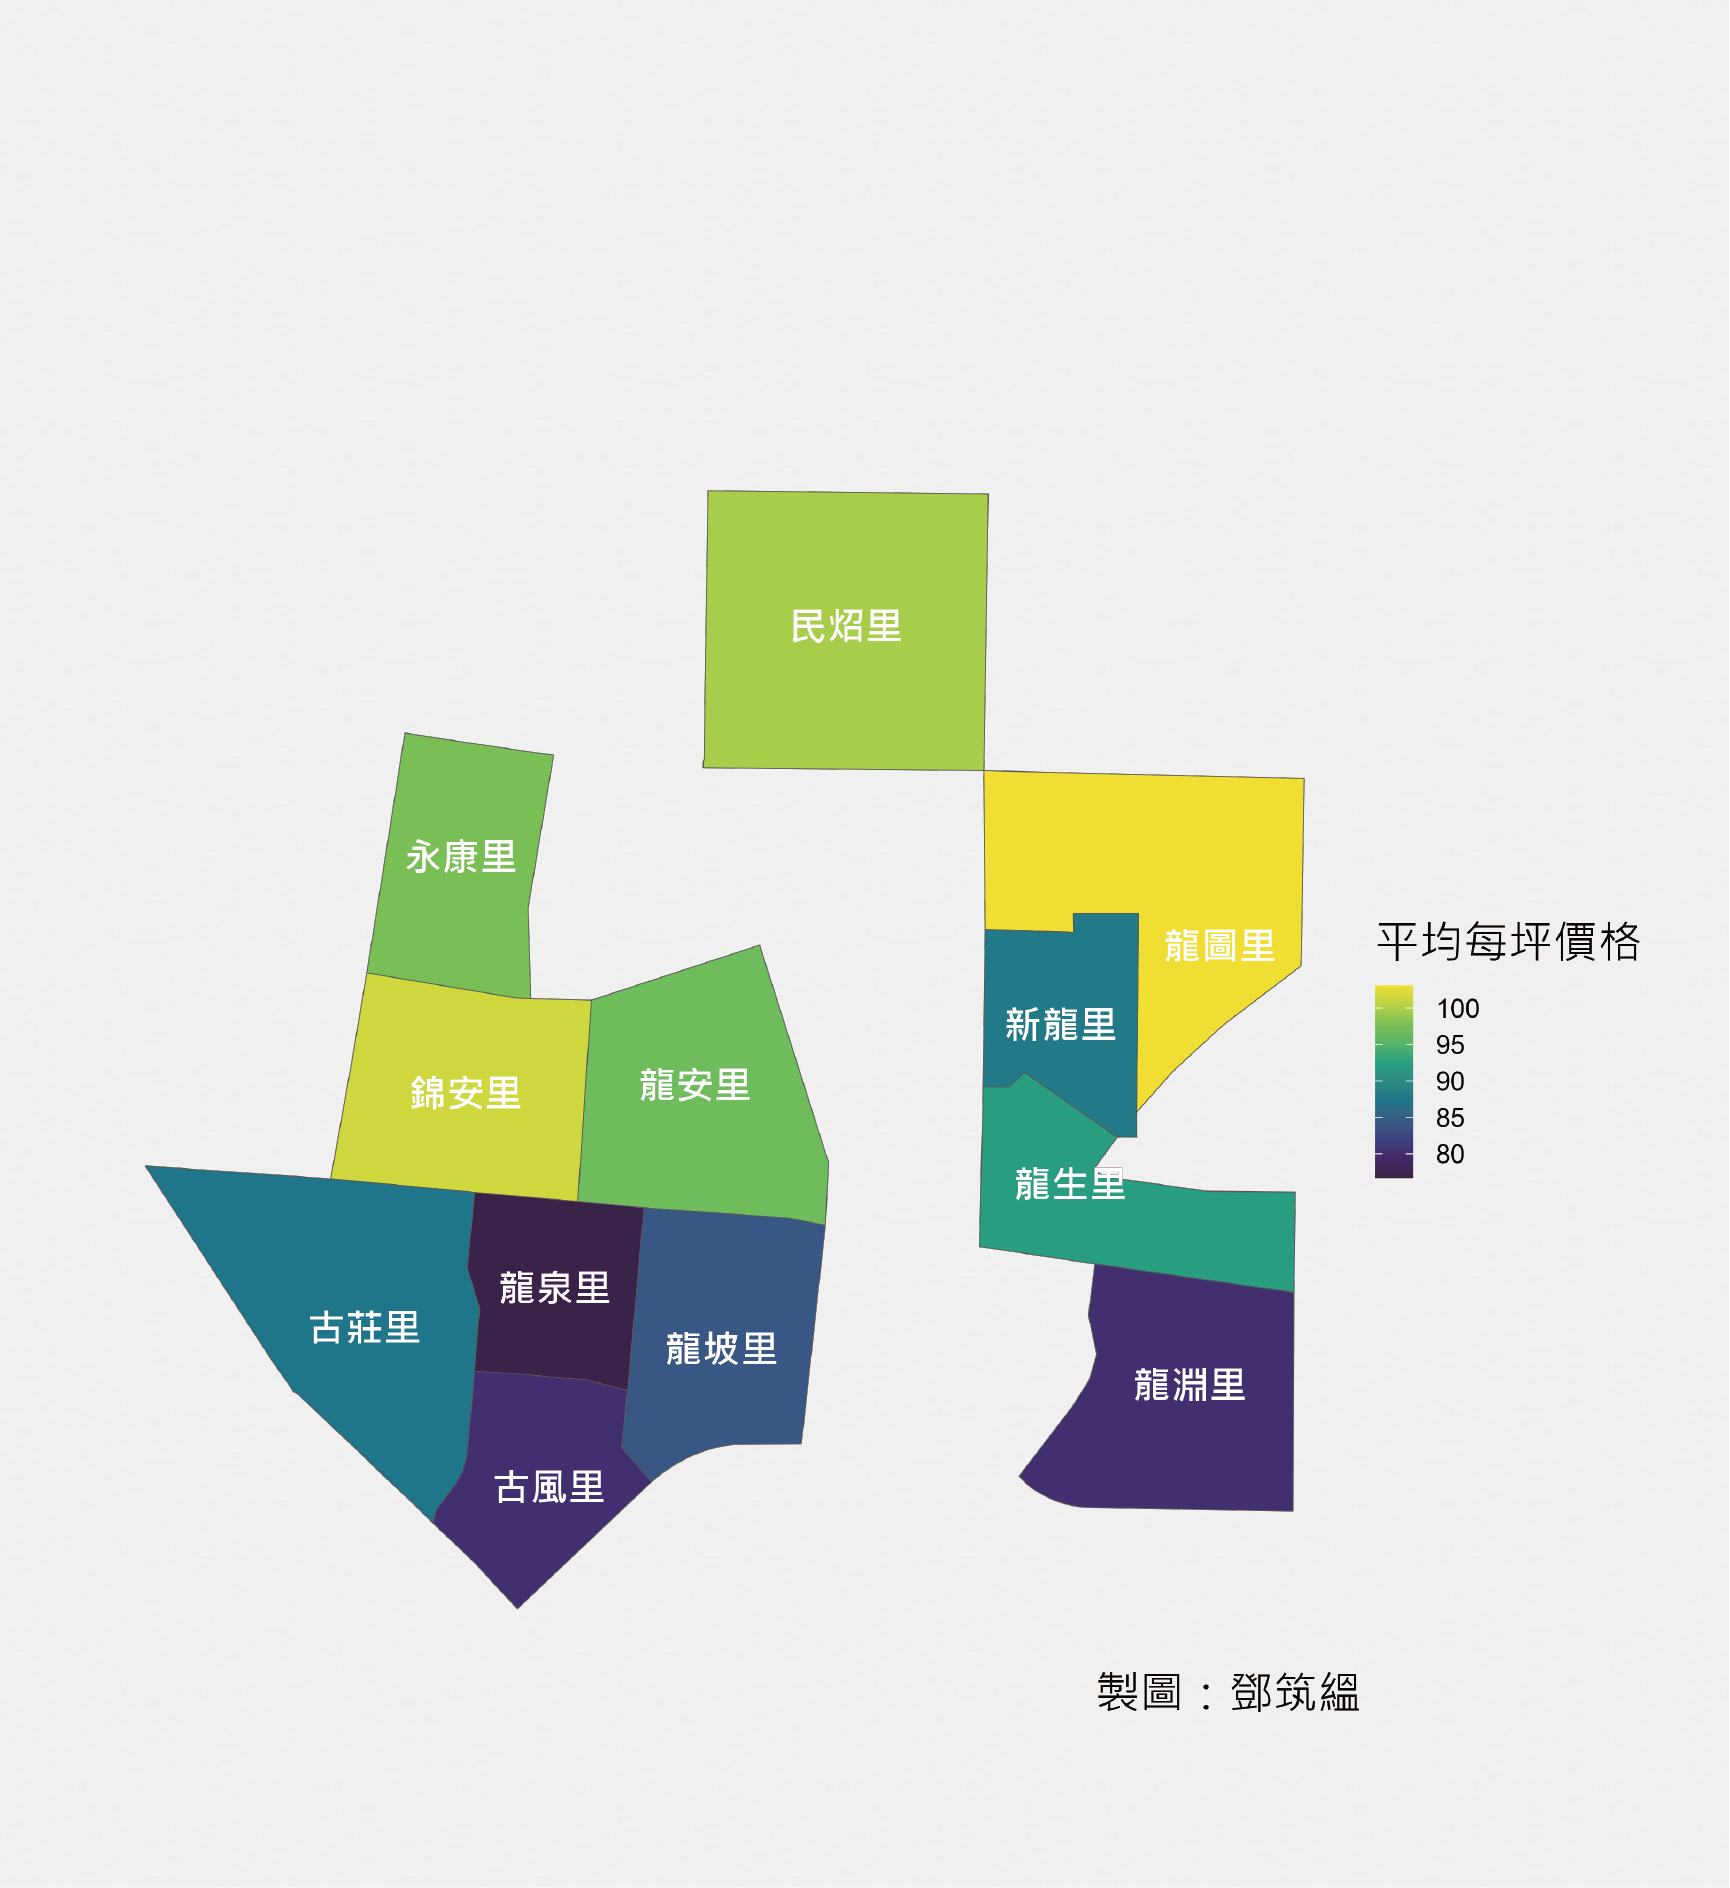 民炤里
永康里
龍圖里
平均每坪價格
100
95
90
85
80
新龍里
龍安里
錦安里
龍生里
龍泉里
古莊里
龍坡里
龍淵里
古風里
製圖：鄧筑縕